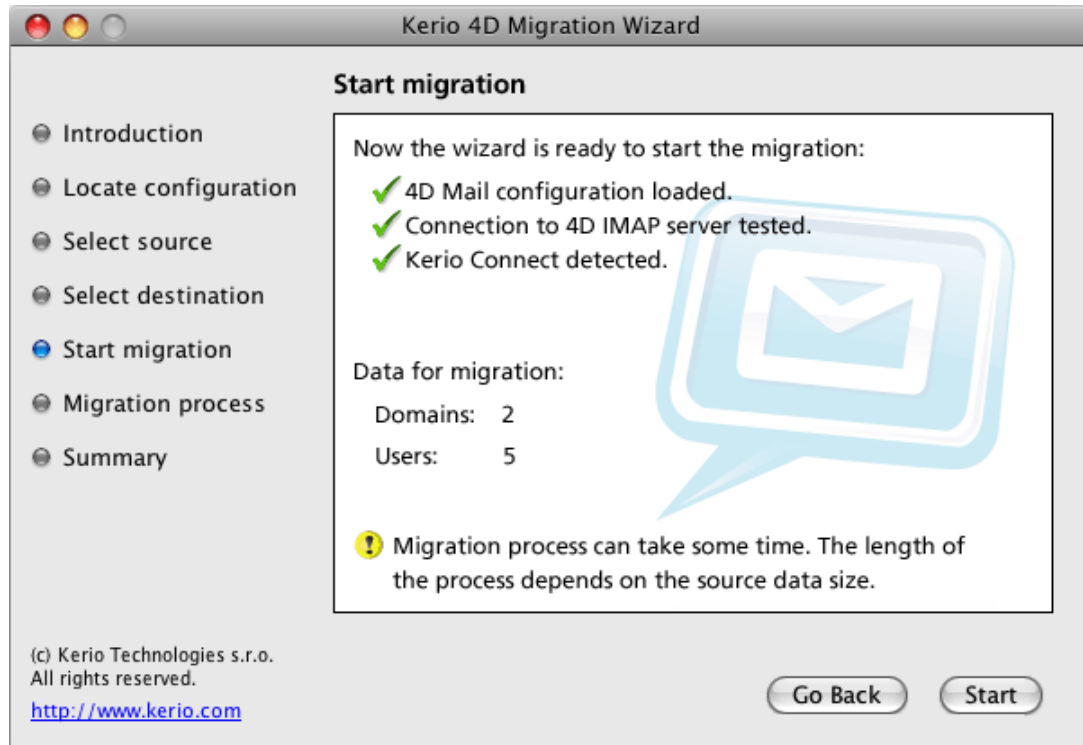 Kerio 4D Migration Wizard
Start migration
Introduction
Locate configuration
Select source
Select destination
Start migration
Migration process
Summary
Now the wizard is ready to start the migration:
4D Mail configuration loaded.
Connection to 4D IMAP server tested.
Kerio Connect detected.
Data for migration:
Domains: 2
Users: 5
Migration process can take some time. The length of
the process depends on the source data size.
(c) Kerio Technologies s.r.o.
All rights reserved.
http://www.kerio.com
Go Back
Start